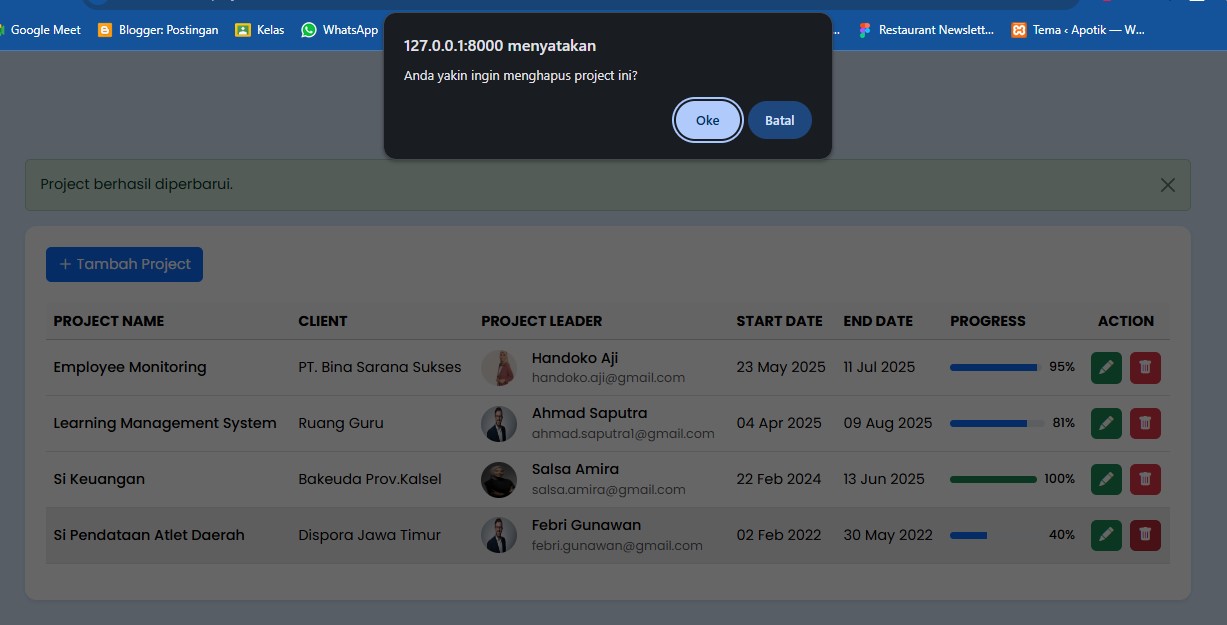 Google Meet Blogger: Postingan Kelas WhatsApp ... Restaurant Newslett... Tema ‹ Apotik — W...
127.0.0.1:8000 menyatakan
Anda yakin ingin menghapus project ini?
Oke Batal
Project berhasil diperbarui.
+ Tambah Project
PROJECT NAME CLIENT PROJECT LEADER START DATE END DATE PROGRESS ACTION
Employee Monitoring PT. Bina Sarana Sukses Handoko Aji 23 May 2025 11 Jul 2025 95%
handoko.aji@gmail.com
Learning Management System Ruang Guru Ahmad Saputra 04 Apr 2025 09 Aug 2025 81%
ahmad.saputra1@gmail.com
Si Keuangan Bakeuda Prov.Kalsel Salsa Amira 22 Feb 2024 13 Jun 2025 100%
salsa.amira@gmail.com
Si Pendataan Atlet Daerah Dispora Jawa Timur Febri Gunawan 02 Feb 2022 30 May 2022 40%
febri.gunawan@gmail.com